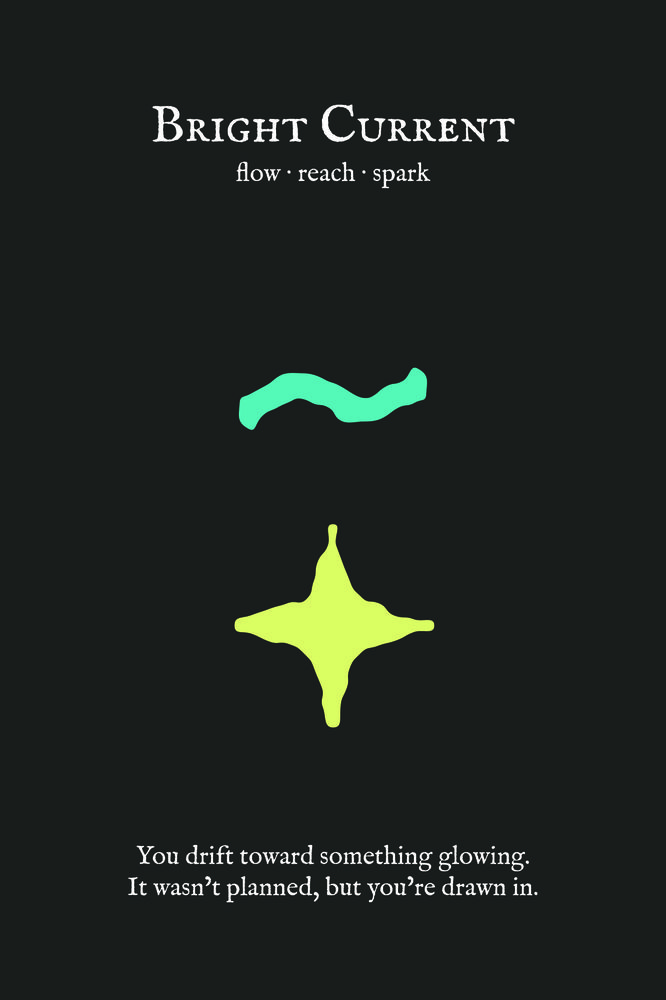 Bright Current
flow · reach · spark
You drift toward something glowing.
It wasn’t planned, but you’re drawn in.